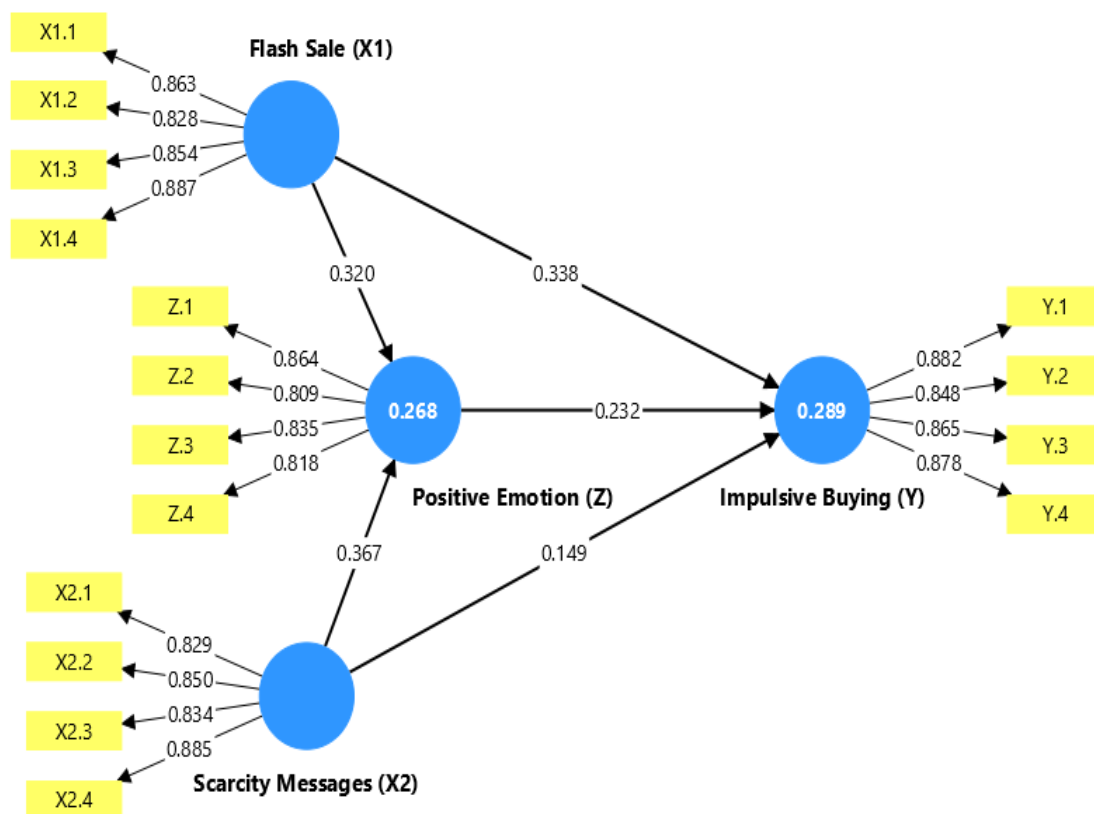 X1.1
Flash Sale (X1)
0.863
X1.2
0.828
X1.3
0.854
0.887
X1.4
0.320
0.338
Z.1
Y.1
0.864
0.882
Z.2
0.809
Y.2
0.848
0.268
0.232
0.289
0.835
0.865
Z.3
Y.3
0.818
0.878
Z.4
Positive Emotion (Z)
Impulsive Buying (Y)
Y.4
0.367
0.149
X2.1
0.829
X2.2
0.850
0.834
X2.3
0.885
X2.4
Scarcity Messages (X2)